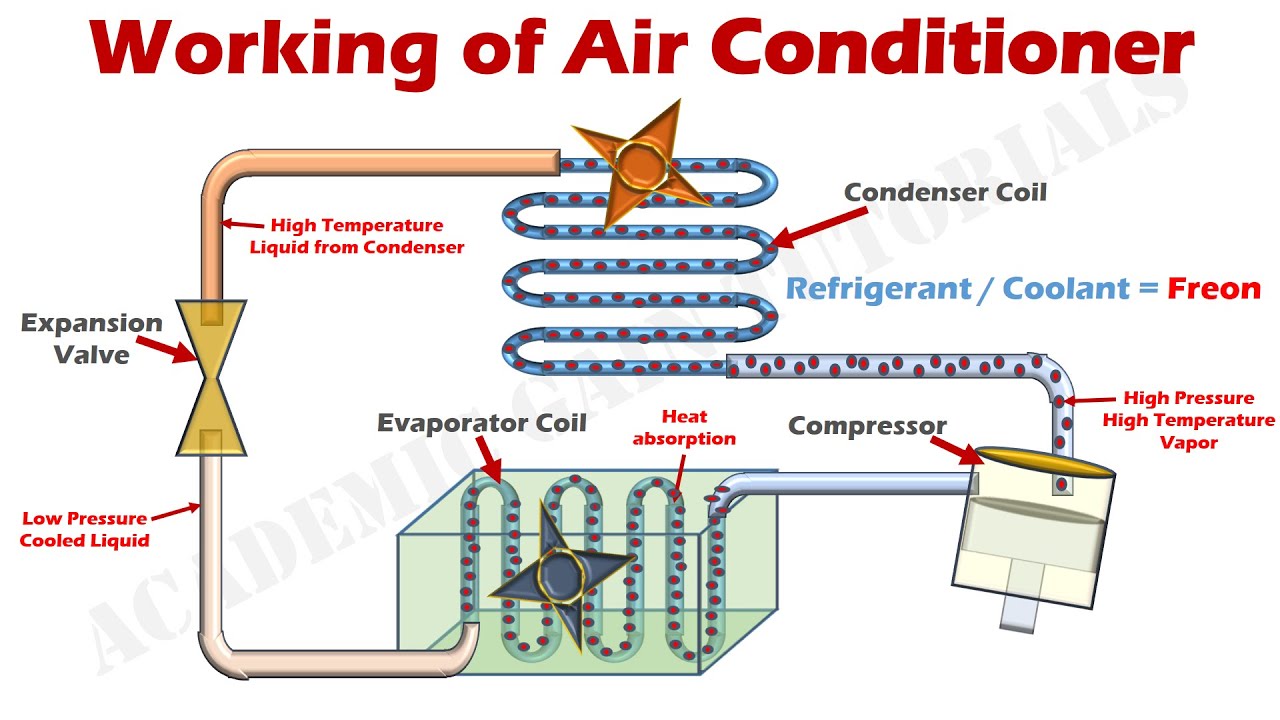 Working of Air Conditioner
Condenser Coil
High Temperature
Liquid from Condenser
Refrigerant / Coolant = Freon
Expansion
Valve
Evaporator Coil
Heat
absorption
Compressor
High Pressure
High Temperature
Vapor
Low Pressure
Cooled Liquid
ACADEMIC GAIN TUTORIALS